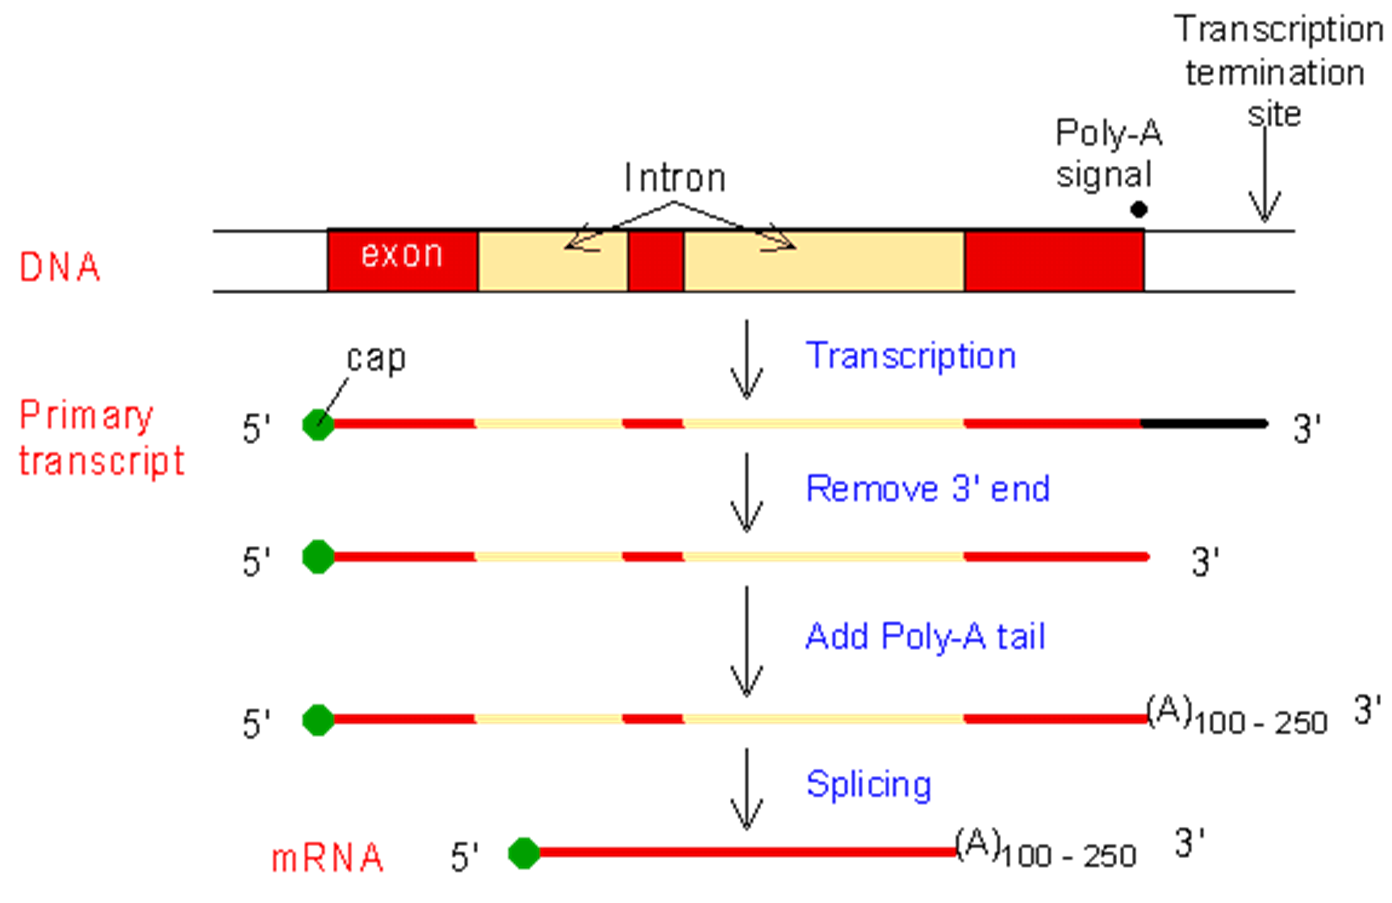 Transcription
termination
site
Poly-A
signal
Intron
DNA
exon
Transcription
cap
Primary
transcript
5'
3'
Remove 3' end
5'
3'
Add Poly-A tail
5'
(A)100 - 250
3'
Splicing
mRNA
5'
(A)100 - 250
3'